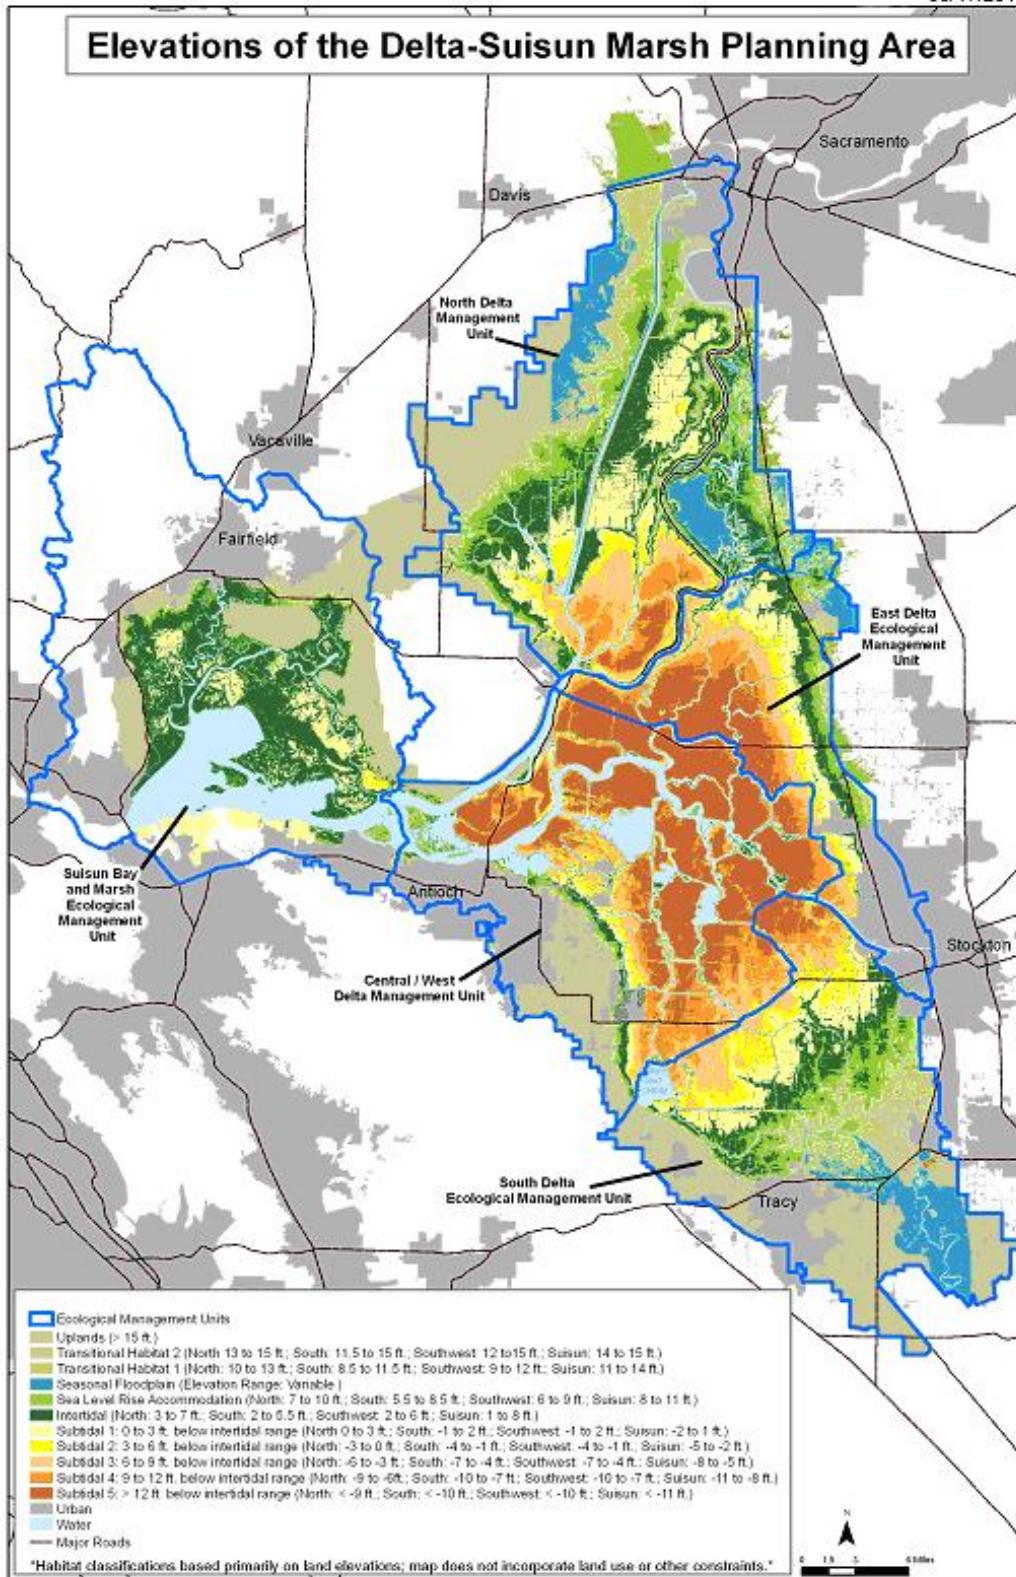 Elevations of the Delta-Suisun Marsh Planning Area
Sacramento
Davis
North Delta
Management
Unit
Vacaville
Fairfield
East Delta
Ecological
Management
Unit
Suisun Bay
and Marsh
Ecological
Management
Unit
Antioch
Stockton
Central / West
Delta Management Unit
South Delta
Ecological Management Unit
Tracy
Ecological Management Units
Uplands (> 15 ft.)
Transitional Habitat 2 (North 13 to 15 ft.; South: 11.5 to 15 ft.; Southwest: 12 to15 ft.; Suisun: 14 to 15 ft.)
Transitional Habitat 1 (North: 10 to 13 ft.; South: 8.5 to 11.5 ft.; Southwest: 9 to 12 ft.; Suisun: 11 to 14 ft.)
Seasonal Floodplain (Elevation Range: Variable )
Sea Level Rise Accommodation (North: 7 to 10 ft.; South: 5.5 to 8.5 ft.; Southwest: 6 to 9 ft.; Suisun: 8 to 11 ft.)
Intertidal (North: 3 to 7 ft.; South: 2 to 5.5 ft.; Southwest: 2 to 6 ft.; Suisun: 1 to 8 ft.)
Subtidal 1: 0 to 3 ft. below intertidal range (North 0 to 3 ft.; South: -1 to 2 ft.; Southwest: -1 to 2 ft.; Suisun: -2 to 1 ft.)
Subtidal 2: 3 to 6 ft. below intertidal range (North: -3 to 0 ft.; South: -4 to -1 ft.; Southwest: -4 to -1 ft.; Suisun: -5 to -2 ft.)
Subtidal 3: 6 to 9 ft. below intertidal range (North: -6 to -3 ft.; South: -7 to -4 ft.; Southwest: -7 to -4 ft.; Suisun: -8 to -5 ft.)
Subtidal 4: 9 to 12 ft. below intertidal range (North: -9 to -6ft.; South: -10 to -7 ft.; Southwest: -10 to -7 ft.; Suisun: -11 to -8 ft.)
Subtidal 5: > 12 ft. below intertidal range (North: < -9 ft.; South: < -10 ft.; Southwest: < -10 ft.; Suisun: < -11 ft.)
Urban
Water
Major Roads
N
"Habitat classifications based primarily on land elevations; map does not incorporate land use or other constraints."
0 1.5 3 6 Miles